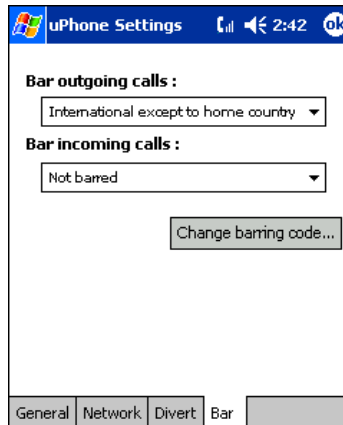 uPhone Settings 2:42 ok
Bar outgoing calls :
International except to home country
Bar incoming calls :
Not barred
Change barring code...
General Network Divert Bar